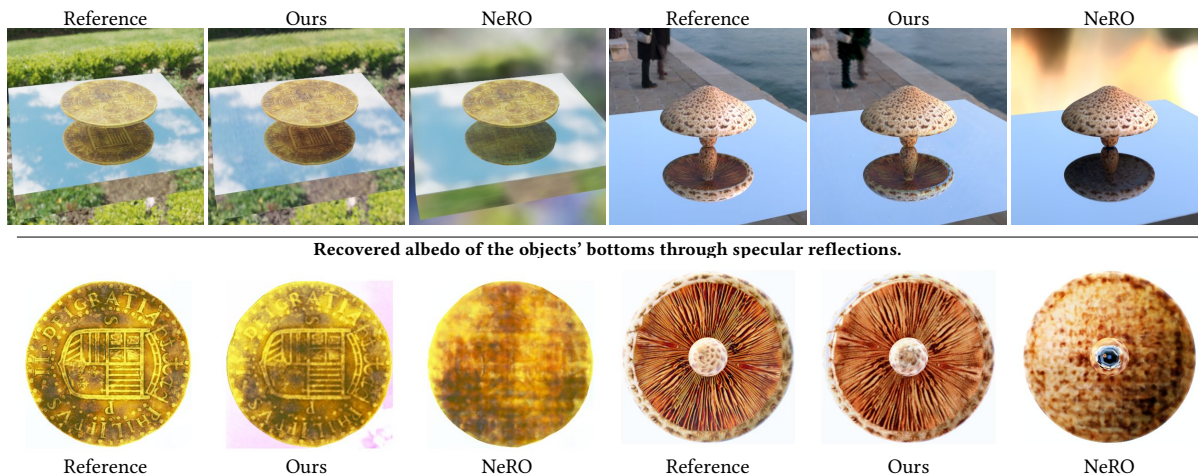 Reference Ours NeRO Reference Ours NeRO
Recovered albedo of the objects’ bottoms through specular reflections.
Reference Ours NeRO Reference Ours NeRO